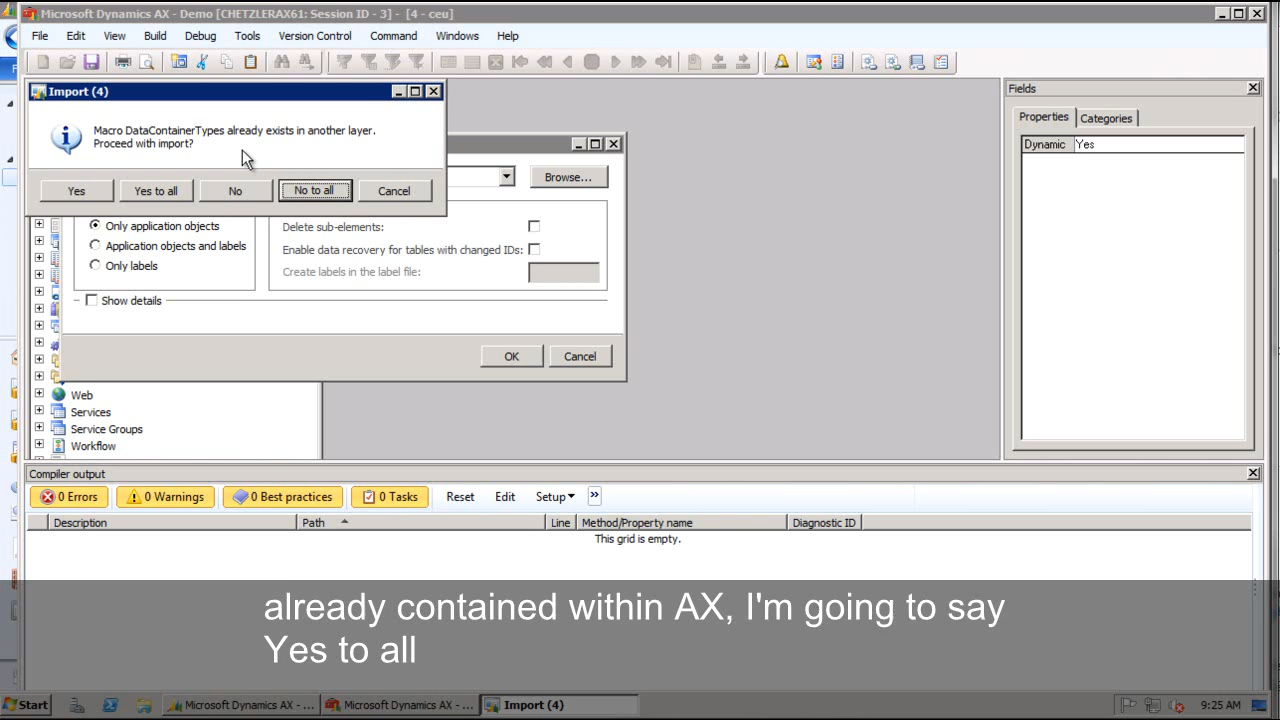 Microsoft Dynamics AX - Demo [CHETZLERAX61: Session ID - 3] - [4 - ceu]
File Edit View Build Debug Tools Version Control Command Windows Help
Import (4)
Macro DataContainerTypes already exists in another layer.
Proceed with import?
Yes Yes to all No No to all Cancel
Browse...
Only application objects
Application objects and labels
Only labels
Delete sub-elements:
Enable data recovery for tables with changed IDs:
Create labels in the label file:
Show details
OK Cancel
Web
Services
Service Groups
Workflow
Fields
Properties Categories
Dynamic Yes
Compiler output
0 Errors 0 Warnings 0 Best practices 0 Tasks Reset Edit Setup »
Description Path Line Method/Property name Diagnostic ID
This grid is empty.
already contained within AX, I'm going to say
Yes to all
Start Microsoft Dynamics AX - ... Microsoft Dynamics AX - ... Import (4) 9:25 AM